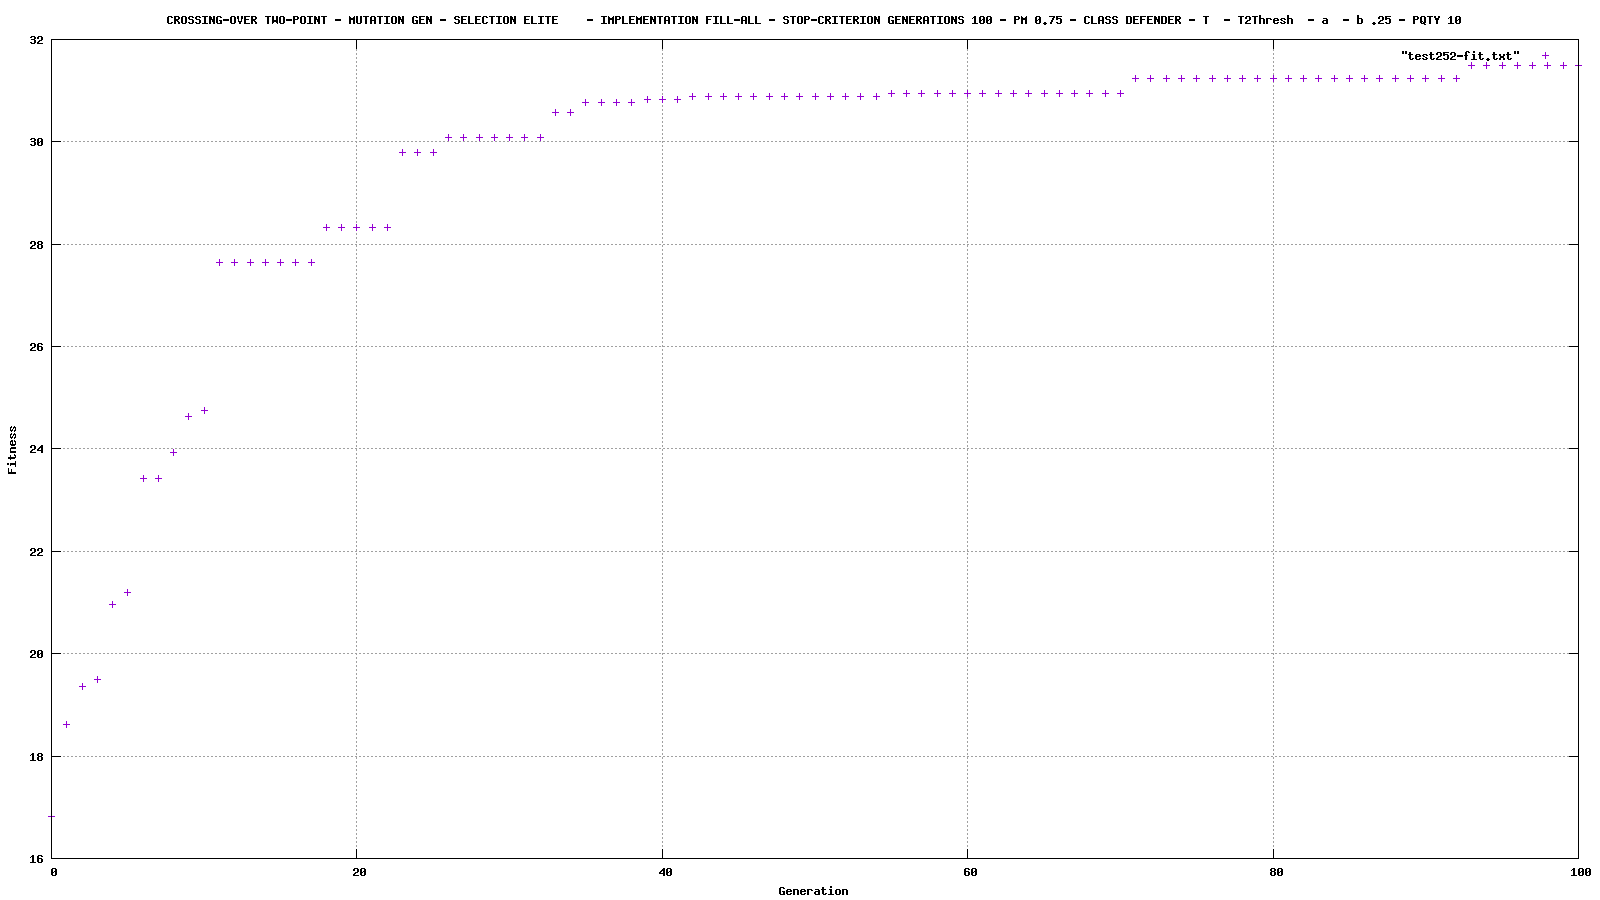 CROSSING-OVER TWO-POINT - MUTATION GEN - SELECTION ELITE    - IMPLEMENTATION FILL-ALL - STOP-CRITERION GENERATIONS 100 - PM 0.75 - CLASS DEFENDER - T  - T2Thresh  - a  - b .25 - PQTY 10
"test252-fit.txt"
32
30
28
26
24
22
20
18
16
Fitness
0 20 40 60 80 100
Generation